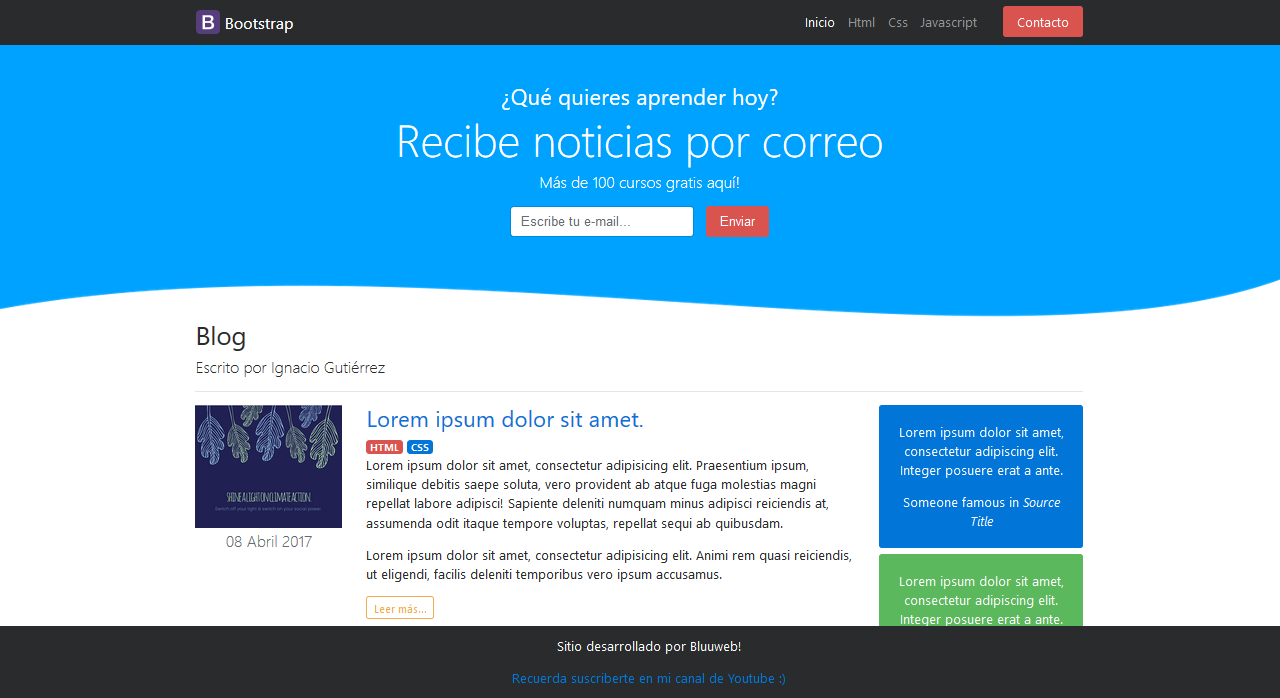 B Bootstrap
Inicio Html Css Javascript Contacto
¿Qué quieres aprender hoy?
Recibe noticias por correo
Más de 100 cursos gratis aquí!
Escribe tu e-mail... Enviar
Blog
Escrito por Ignacio Gutiérrez
SHINE A LIGHT ON CLIMATE ACTION.
Switch off your light & switch on your social power.
08 Abril 2017
Lorem ipsum dolor sit amet.
HTML CSS
Lorem ipsum dolor sit amet, consectetur adipisicing elit. Praesentium ipsum,
similique debitis saepe soluta, vero provident ab atque fuga molestias magni
repellat labore adipisci! Sapiente deleniti numquam minus adipisci reiciendis at,
assumenda odit itaque tempore voluptas, repellat sequi ab quibusdam.
Lorem ipsum dolor sit amet, consectetur adipisicing elit. Animi rem quasi reiciendis,
ut eligendi, facilis deleniti temporibus vero ipsum accusamus.
Leer más...
Lorem ipsum dolor sit amet,
consectetur adipiscing elit.
Integer posuere erat a ante.
Someone famous in Source
Title
Lorem ipsum dolor sit amet,
consectetur adipiscing elit.
Integer posuere erat a ante.
Sitio desarrollado por Bluuweb!
Recuerda suscribirte en mi canal de Youtube :)